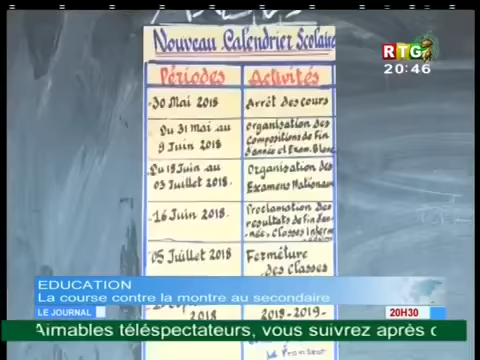 Nouveau Calendrier Scolaire
RTG
20:46
Périodes
Activités
30 Mai 2018
Arrêt des cours
Du 31 Mai au
9 Juin 2018
Organisation des
Compositions de Fin
d'année et Exam. Blanc
Du 18 Juin au
03 Juillet 2018.
Organisation des
Examens Nationaux
16 Juin 2018.
Proclamation des
résultats de fin d'an-
née, Classes Interm
05 Juillet 2018
Fermeture
des Classes
2018
2018-2019-
EDUCATION
La course contre la montre au secondaire
LE JOURNAL
20H30
Aimables téléspectateurs, vous suivrez après c